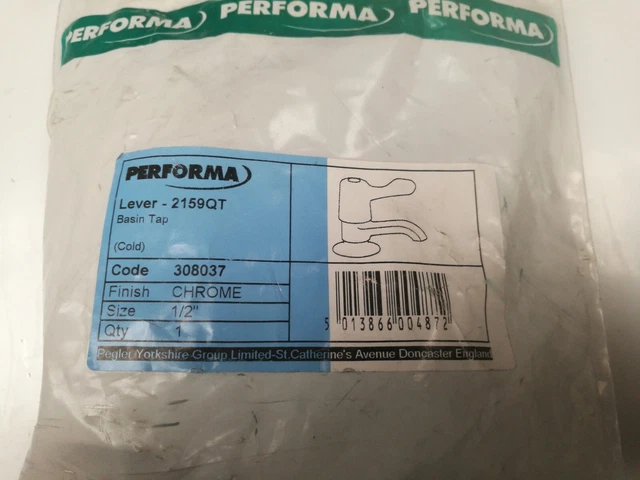 PERFORMA PERFORMA PERFORMA
PERFORMA
Lever - 2159QT
Basin Tap
(Cold)
Code 308037
Finish CHROME
Size 1/2"
Qty 1
5 013866 004872
Pegler Yorkshire Group Limited-St.Catherine's Avenue Doncaster England